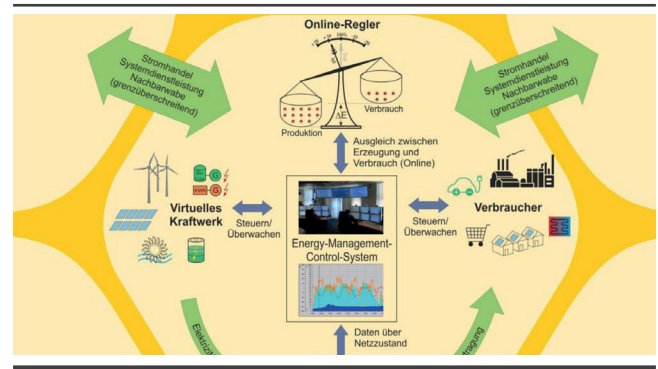 Online-Regler
Stromhandel
Systemdienstleistung
Nachbarwabe
(grenzüberschreitend)
Stromhandel
Systemdienstleistung
Nachbarwabe
(grenzüberschreitend)
Produktion
Verbrauch
ΔE
Ausgleich zwischen
Erzeugung und
Verbrauch (Online)
G
KWK
G
Virtuelles
Kraftwerk
Steuern/
Überwachen
Energy-Management-
Control-System
Steuern/
Überwachen
Verbraucher
Daten über
Netzzustand